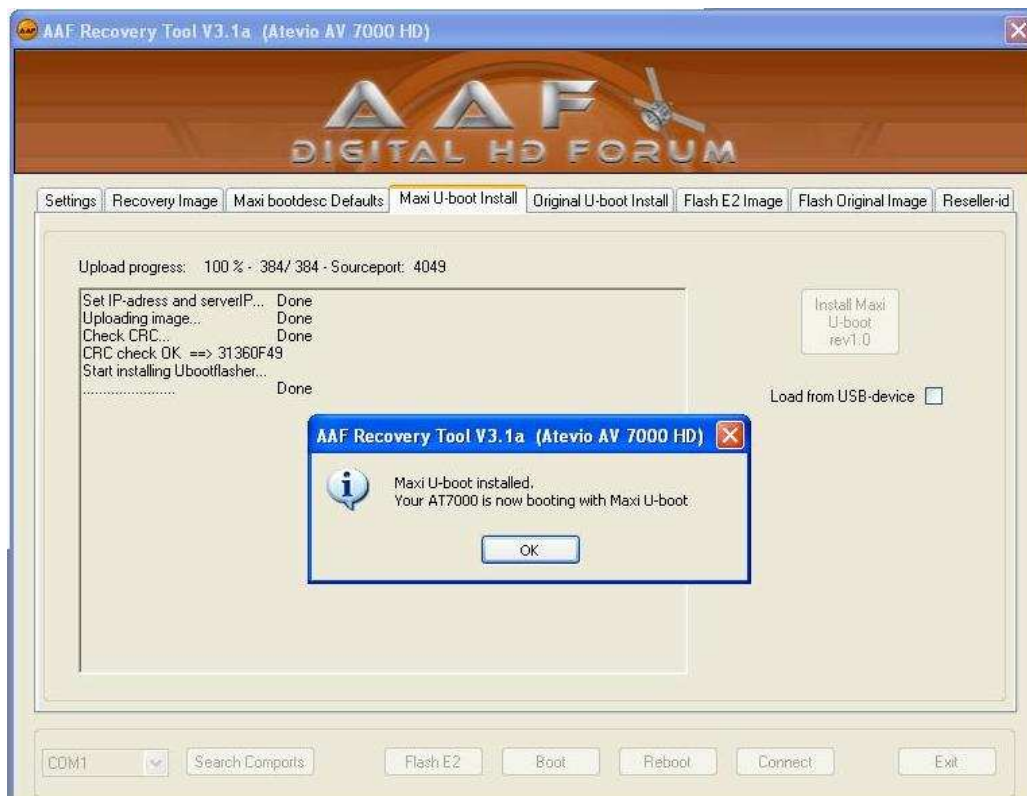 AAF Recovery Tool V3.1a (Atevio AV 7000 HD)
AAF
DIGITAL HD FORUM
Settings Recovery Image Maxi bootdesc Defaults Maxi U-boot Install Original U-boot Install Flash E2 Image Flash Original Image Reseller-id
Upload progress: 100 % - 384/ 384 - Sourceport: 4049
Set IP-adress and serverIP... Done
Uploading image... Done
Check CRC... Done
CRC check OK ==> 31360F49
Start installing Ubootflasher...
....................... Done
Install Maxi
U-boot
rev1.0
Load from USB-device
AAF Recovery Tool V3.1a (Atevio AV 7000 HD)
Maxi U-boot installed.
Your AT7000 is now booting with Maxi U-boot
OK
COM1 Search Comports Flash E2 Boot Reboot Connect Exit